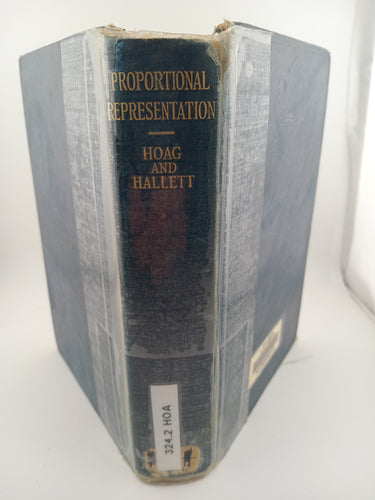 PROPORTIONAL
REPRESENTATION
HOAG
AND
HALLETT
324.2 HOA